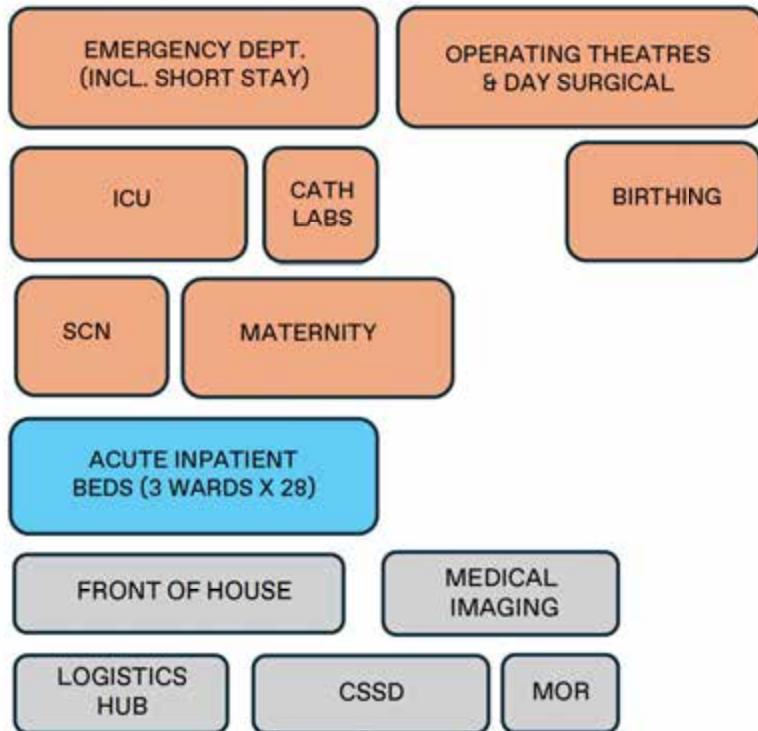 EMERGENCY DEPT.
(INCL. SHORT STAY)
OPERATING THEATRES
& DAY SURGICAL
ICU
CATH
LABS
BIRTHING
SCN
MATERNITY
ACUTE INPATIENT
BEDS (3 WARDS X 28)
FRONT OF HOUSE
MEDICAL
IMAGING
LOGISTICS
HUB
CSSD
MOR